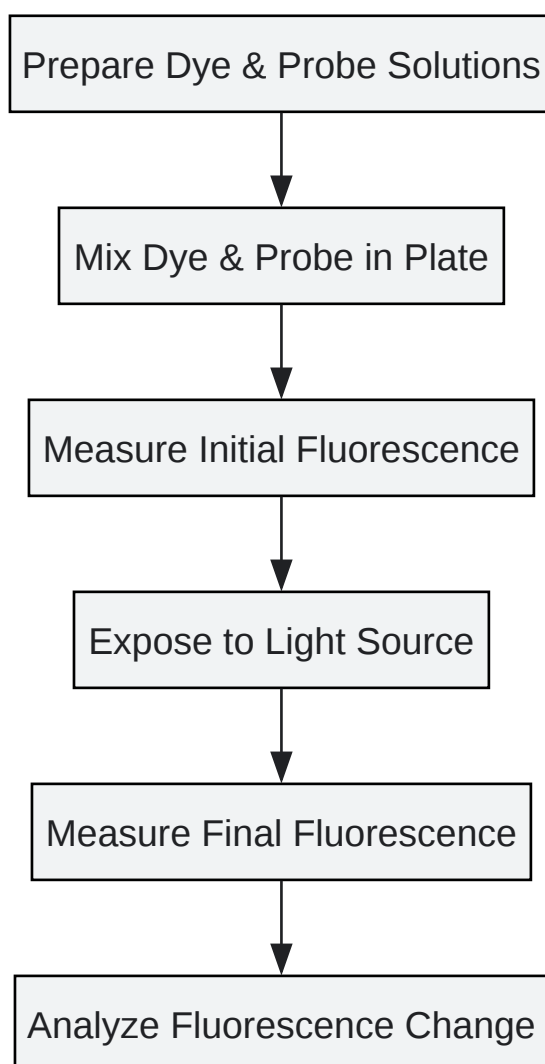 Prepare Dye & Probe Solutions
Mix Dye & Probe in Plate
Measure Initial Fluorescence
Expose to Light Source
Measure Final Fluorescence
Analyze Fluorescence Change